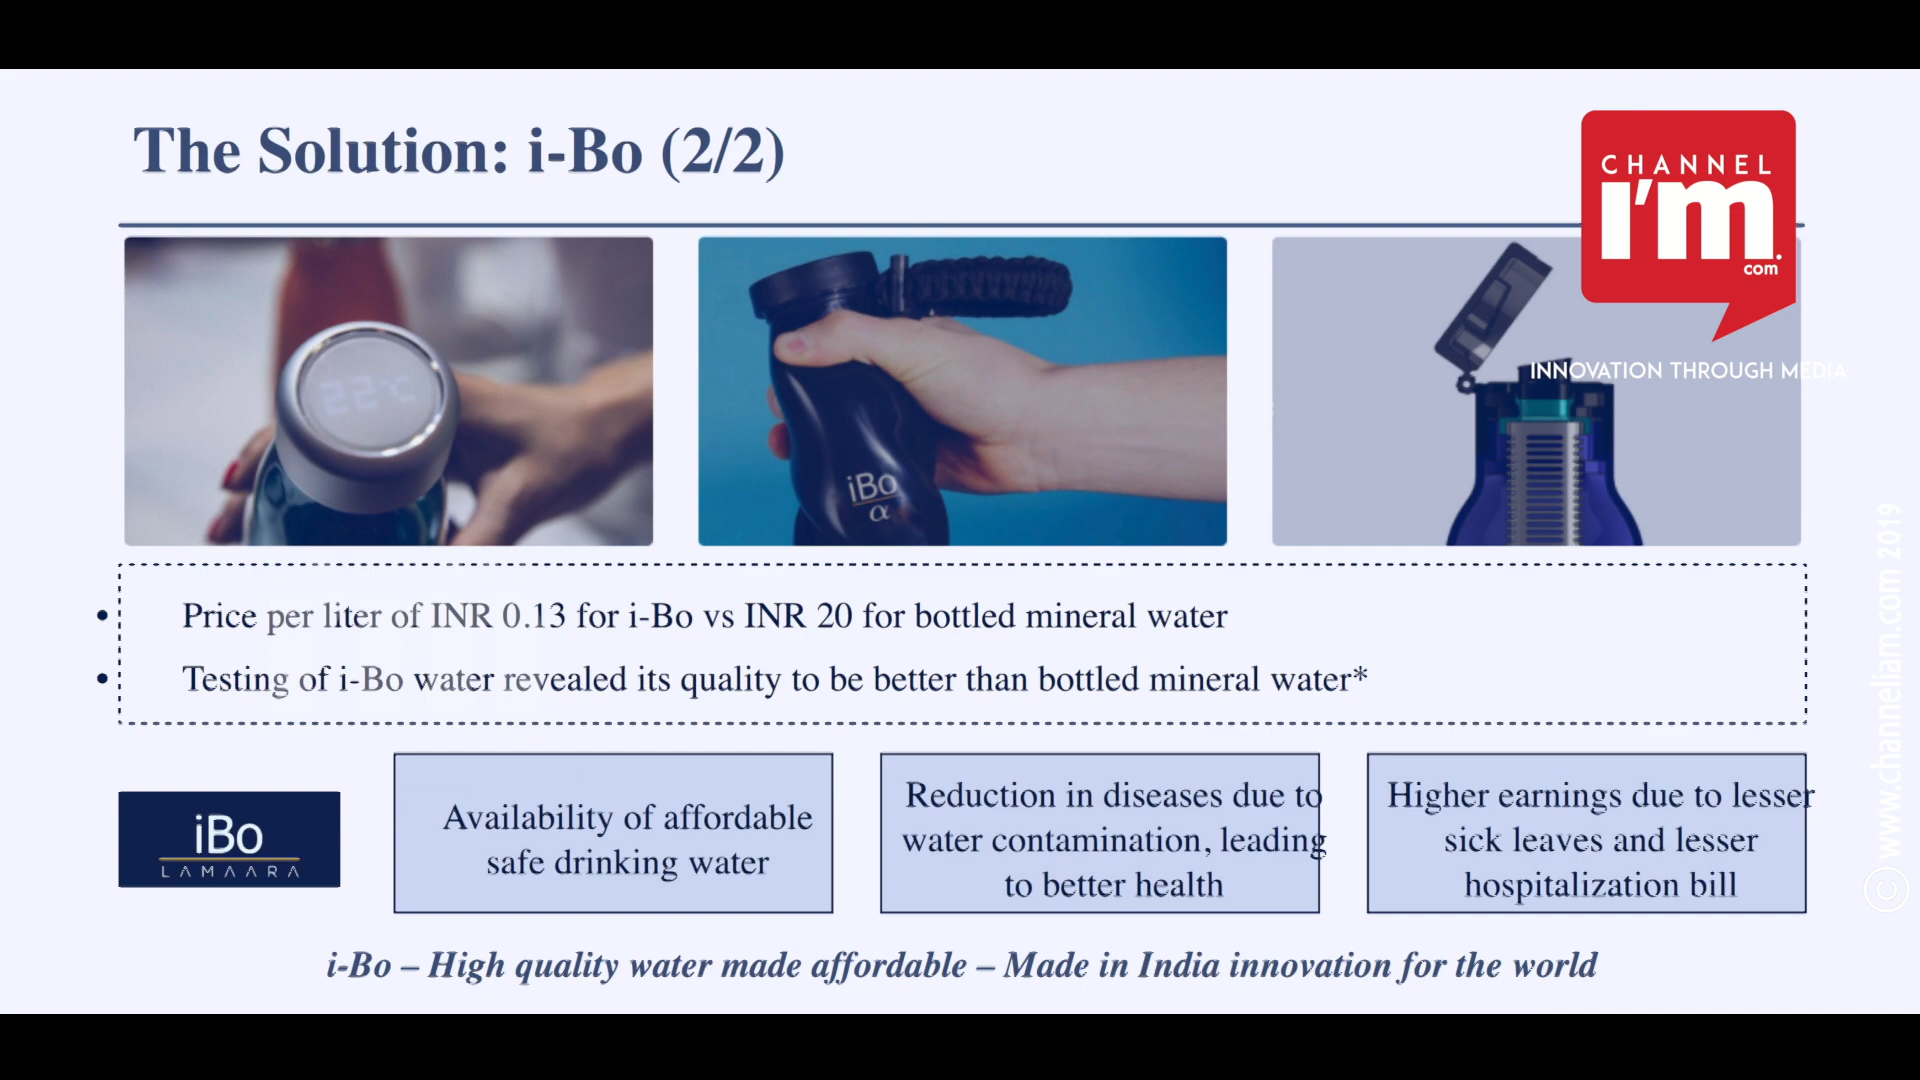 The Solution: i-Bo (2/2)
CHANNEL
I'm.
com
INNOVATION THROUGH MEDIA
22°C
iBo
α
• Price per liter of INR 0.13 for i-Bo vs INR 20 for bottled mineral water
• Testing of i-Bo water revealed its quality to be better than bottled mineral water*
iBo
LAMAARA
Availability of affordable
safe drinking water
Reduction in diseases due to
water contamination, leading
to better health
Higher earnings due to lesser
sick leaves and lesser
hospitalization bill
i-Bo – High quality water made affordable – Made in India innovation for the world
© www.channeliam.com 2019